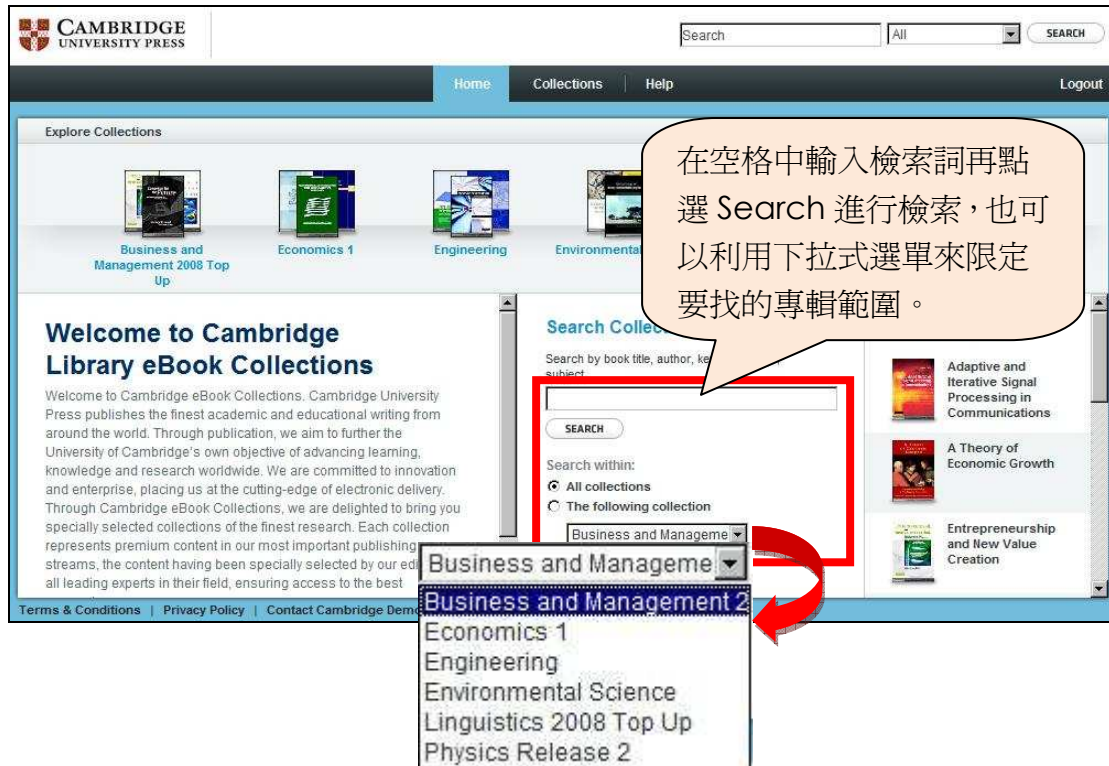 CAMBRIDGE
UNIVERSITY PRESS
Search
All
SEARCH
Home
Collections
Help
Logout
Explore Collections
Business and
Management 2008 Top
Up
Economics 1
Engineering
Environmental
在空格中輸入檢索詞再點
選 Search 進行檢索，也可
以利用下拉式選單來限定
要找的專輯範圍。
Welcome to Cambridge
Library eBook Collections
Welcome to Cambridge eBook Collections. Cambridge University
Press publishes the finest academic and educational writing from
around the world. Through publication, we aim to further the
University of Cambridge's own objective of advancing learning,
knowledge and research worldwide. We are committed to innovation
and enterprise, placing us at the cutting-edge of electronic delivery.
Through Cambridge eBook Collections, we are delighted to bring you
specially selected collections of the finest research. Each collection
represents premium content in our most important publishing
streams, the content having been specially selected by our edi
all leading experts in their field, ensuring access to the best
Search Collec
Search by book title, author, ke
subject
SEARCH
Search within:
All collections
The following collection
Business and Manageme
Adaptive and
Iterative Signal
Processing in
Communications
A Theory of
Economic Growth
Entrepreneurship
and New Value
Creation
Terms & Conditions | Privacy Policy | Contact Cambridge Demo
Business and Manageme
Business and Management 2
Economics 1
Engineering
Environmental Science
Linguistics 2008 Top Up
Physics Release 2